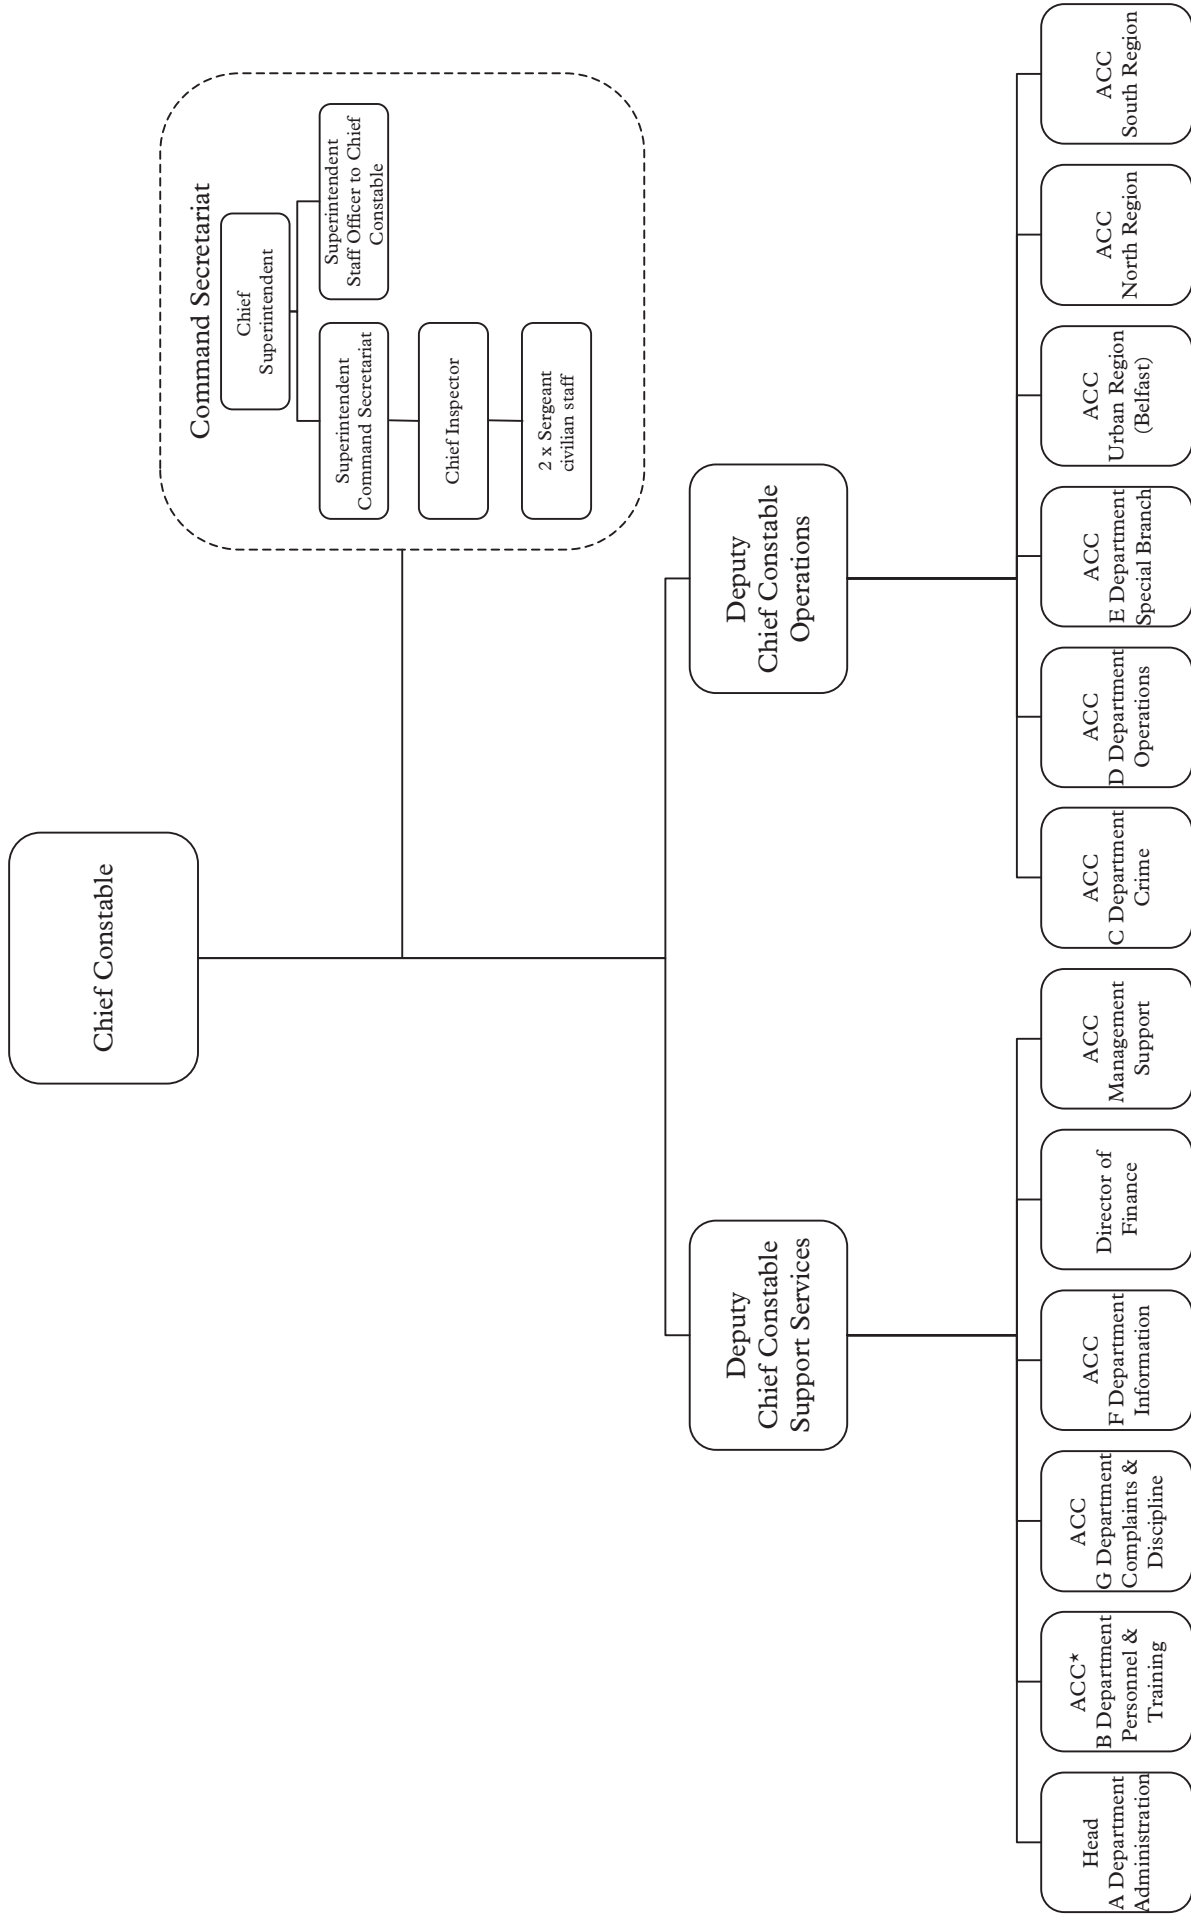 Chief Constable
Command Secretariat
Chief
Superintendent
Superintendent
Command Secretariat
Superintendent
Staff Officer to Chief
Constable
Chief Inspector
2 x Sergeant
civilian staff
Deputy
Chief Constable
Support Services
Deputy
Chief Constable
Operations
Head
A Department
Administration
ACC*
B Department
Personnel &
Training
ACC
G Department
Complaints &
Discipline
ACC
F Department
Information
Director of
Finance
ACC
Management
Support
ACC
C Department
Crime
ACC
D Department
Operations
ACC
E Department
Special Branch
ACC
Urban Region
(Belfast)
ACC
North Region
ACC
South Region